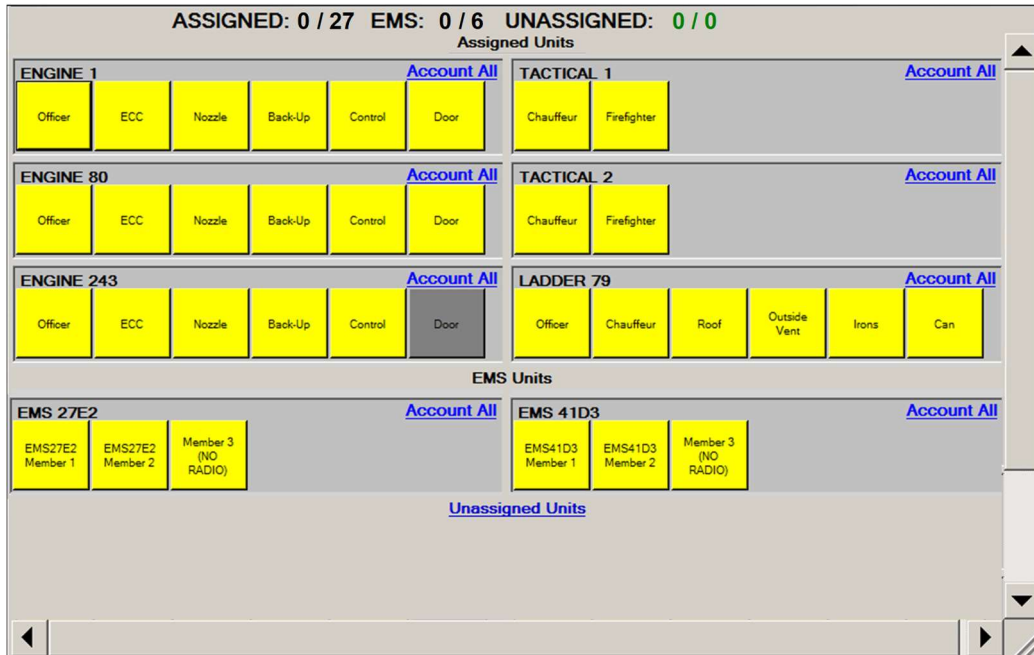 ASSIGNED: 0 / 27 EMS: 0 / 6 UNASSIGNED: 0 / 0
Assigned Units
ENGINE 1 Account All
Officer ECC Nozzle Back-Up Control Door
TACTICAL 1 Account All
Chauffeur Firefighter
ENGINE 80 Account All
Officer ECC Nozzle Back-Up Control Door
TACTICAL 2 Account All
Chauffeur Firefighter
ENGINE 243 Account All
Officer ECC Nozzle Back-Up Control Door
LADDER 79 Account All
Officer Chauffeur Roof Outside Vent Irons Can
EMS Units
EMS 27E2 Account All
EMS27E2 Member 1 EMS27E2 Member 2 Member 3 (NO RADIO)
EMS 41D3 Account All
EMS41D3 Member 1 EMS41D3 Member 2 Member 3 (NO RADIO)
Unassigned Units